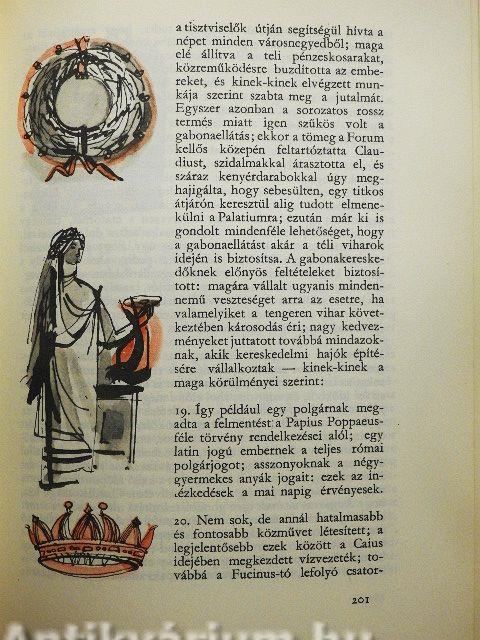 a tisztviselők útján segítségül hívta a
népet minden városnegyedből; maga
elé állítva a teli pénzeskosarakat,
közreműködésre buzdította az embe-
reket, és kinek-kinek elvégzett mun-
kája szerint szabta meg a jutalmát.
Egyszer azonban a sorozatos rossz
termés miatt igen szűkös volt a
gabonaellátás; ekkor a tömeg a Forum
kellős közepén feltartóztatta Clau-
diust, szidalmakkal árasztotta el, és
száraz kenyérdarabokkal úgy meg-
hajigálta, hogy sebesülten, egy titkos
átjárón keresztül alig tudott elmene-
külni a Palatiumra; ezután már ki is
gondolt mindenféle lehetőséget, hogy
a gabonaellátást akár a téli viharok
idején is biztosítsa. A gabonakereske-
dőknek előnyös feltételeket biztosí-
tott: magára vállalt ugyanis minden-
nemű veszteséget arra az esetre, ha
valamelyiket a tengeren vihar követ-
keztében károsodás éri; nagy kedvez-
ményeket juttatott továbbá mindazok-
nak, akik kereskedelmi hajók építé-
sére vállalkoztak — kinek-kinek a
maga körülményei szerint:
19. Így például egy polgárnak meg-
adta a felmentést a Papius Poppaeus-
féle törvény rendelkezései alól; egy
latin jogú embernek a teljes római
polgárjogot; asszonyoknak a négy-
gyermekes anyák jogait: ezek az in-
tézkedések a mai napig érvényesek.
20. Nem sok, de annál hatalmasabb
és fontosabb közművet létesített; a
legjelentősebb ezek között a Caius
idejében megkezdett vízvezeték; to-
vábbá a Fucinus-tó lefolyó csator-
201
Antikvárium.hu